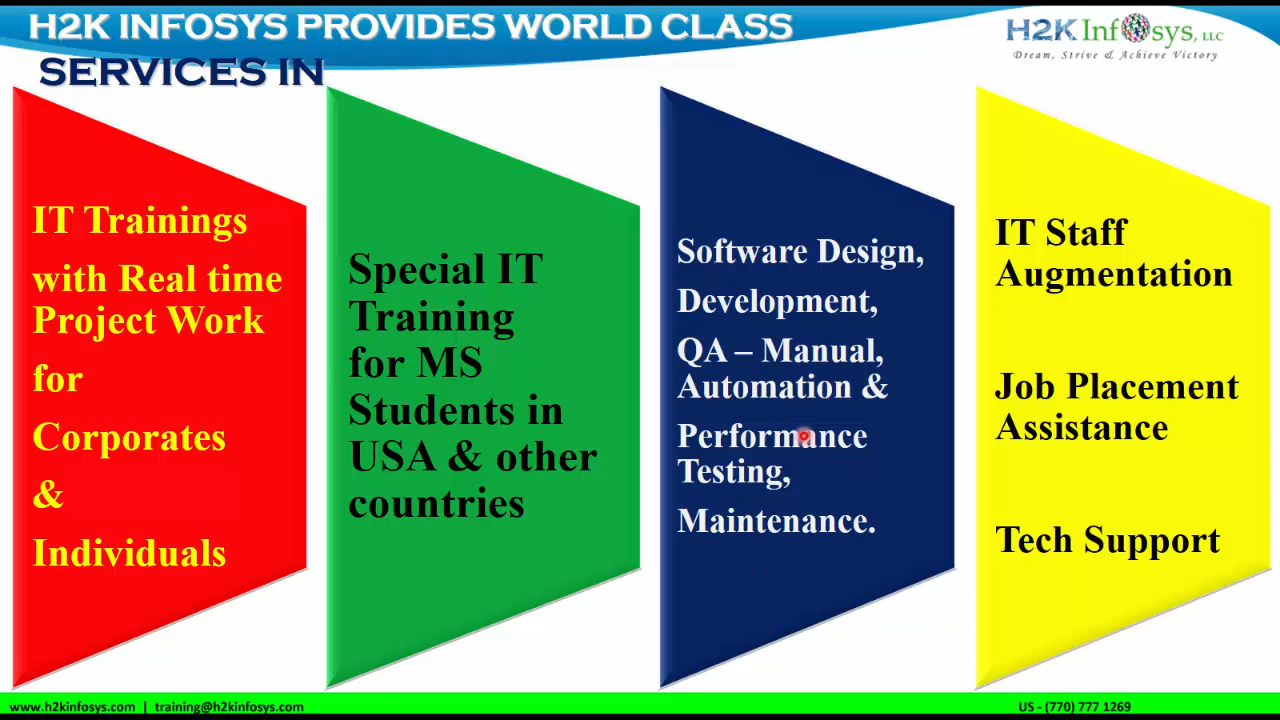 H2K INFOSYS PROVIDES WORLD CLASS
SERVICES IN
H2K Infosys, LLC
Dream, Strive & Achieve Victory
IT Trainings
with Real time
Project Work
for
Corporates
&
Individuals
Special IT
Training
for MS
Students in
USA & other
countries
Software Design,
Development,
QA – Manual,
Automation &
Performance
Testing,
Maintenance.
IT Staff
Augmentation
Job Placement
Assistance
Tech Support
www.h2kinfosys.com | training@h2kinfosys.com
US - (770) 777 1269